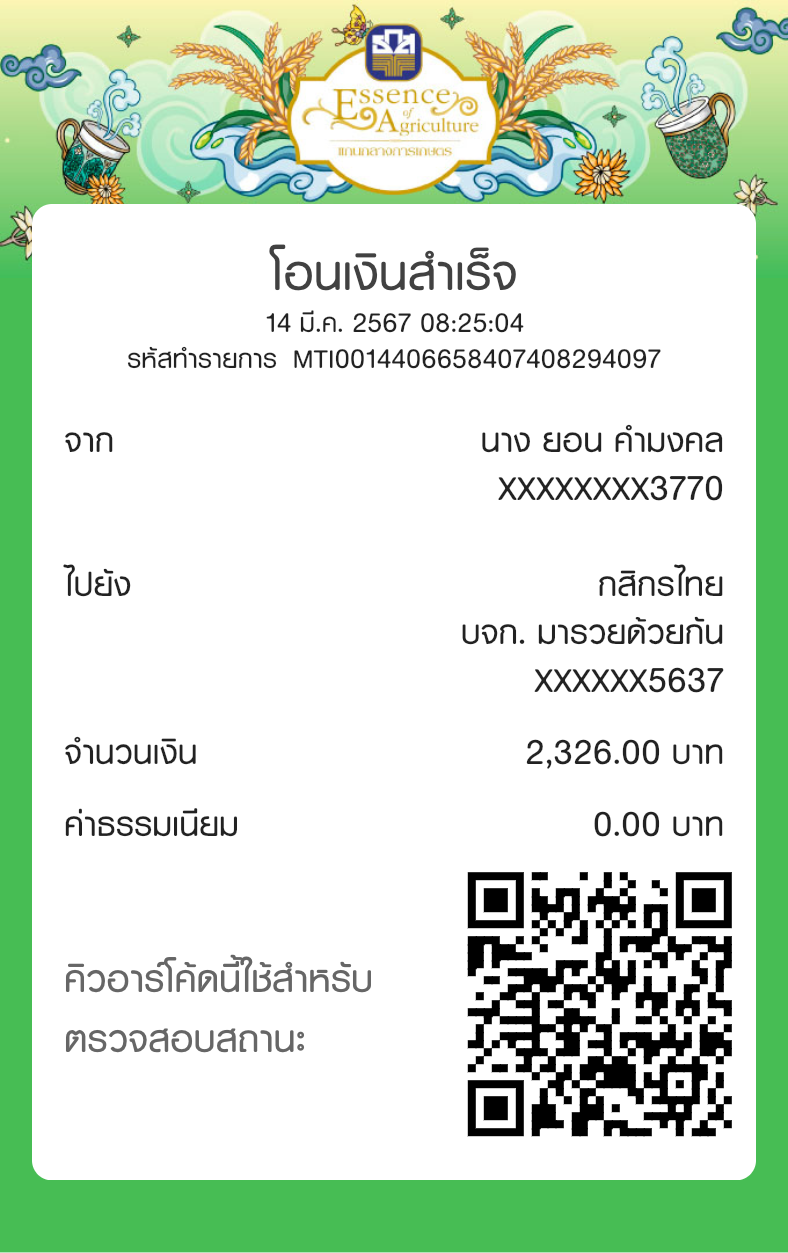 Essence
of
Agriculture
แกนกลางการเกษตร
โอนเงินสำเร็จ
14 มี.ค. 2567 08:25:04
รหัสทำรายการ MTI0014406658407408294097
จาก นาง ยอน คำมงคล
XXXXXXXX3770
ไปยัง กสิกรไทย
บจก. มารวยด้วยกัน
XXXXXX5637
จำนวนเงิน 2,326.00 บาท
ค่าธรรมเนียม 0.00 บาท
คิวอาร์โค้ดนี้ใช้สำหรับ
ตรวจสอบสถานะ